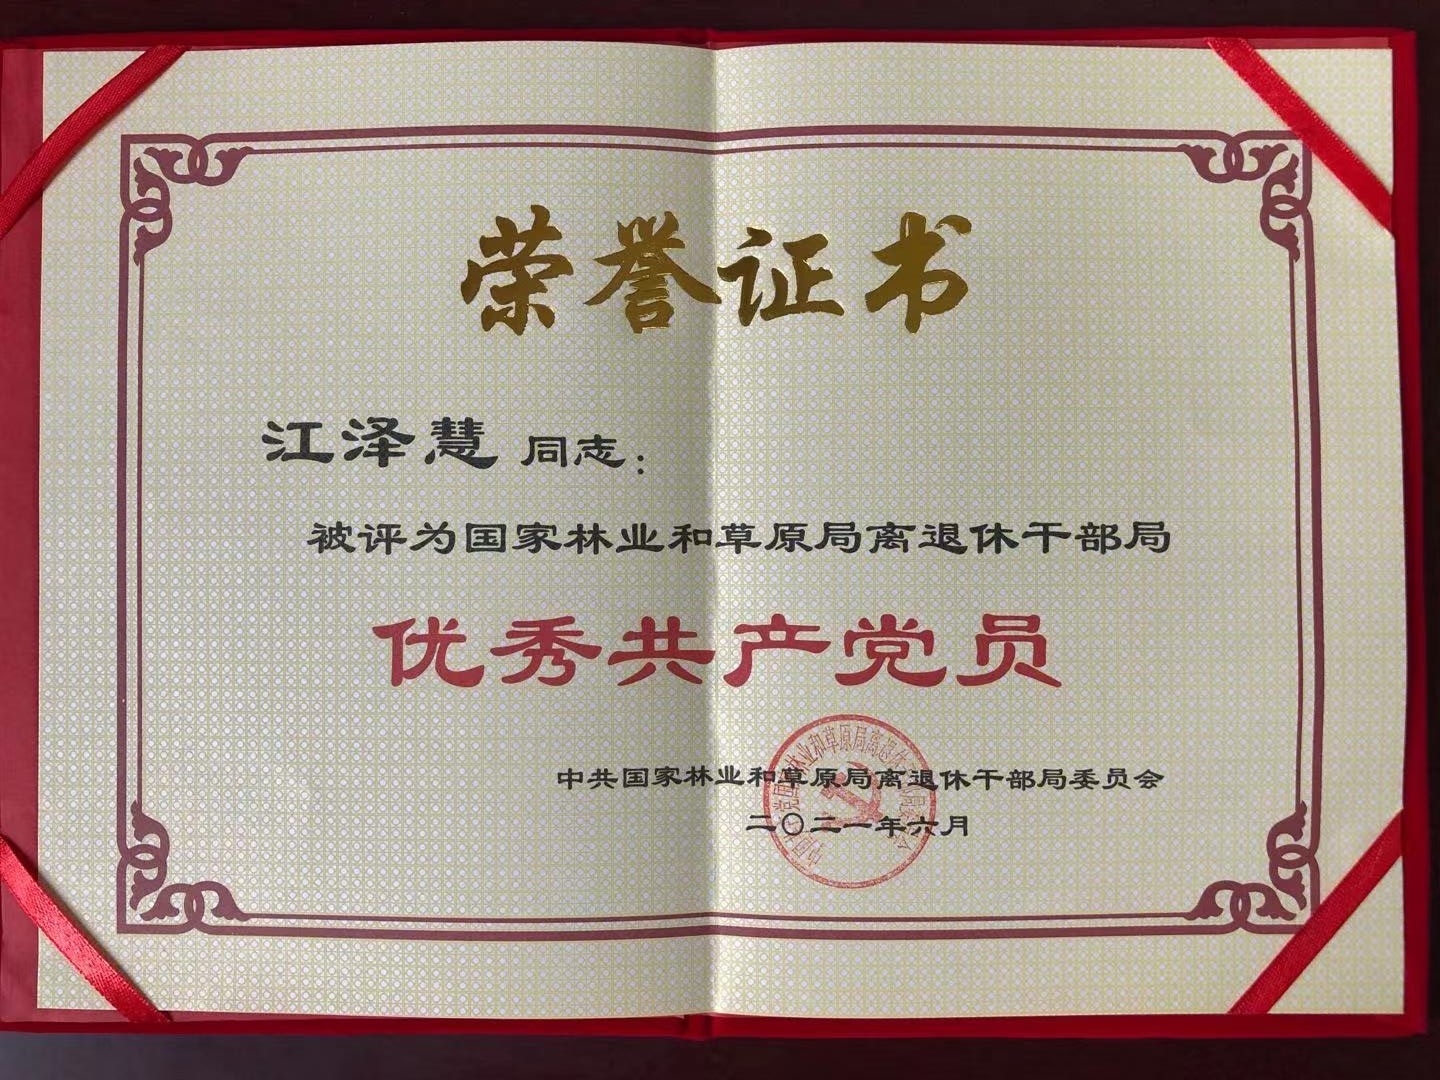 荣誉证书
江泽慧 同志：
被评为国家林业和草原局离退休干部局
优秀共产党员
中共国家林业和草原局离退休干部局委员会
二〇二一年六月